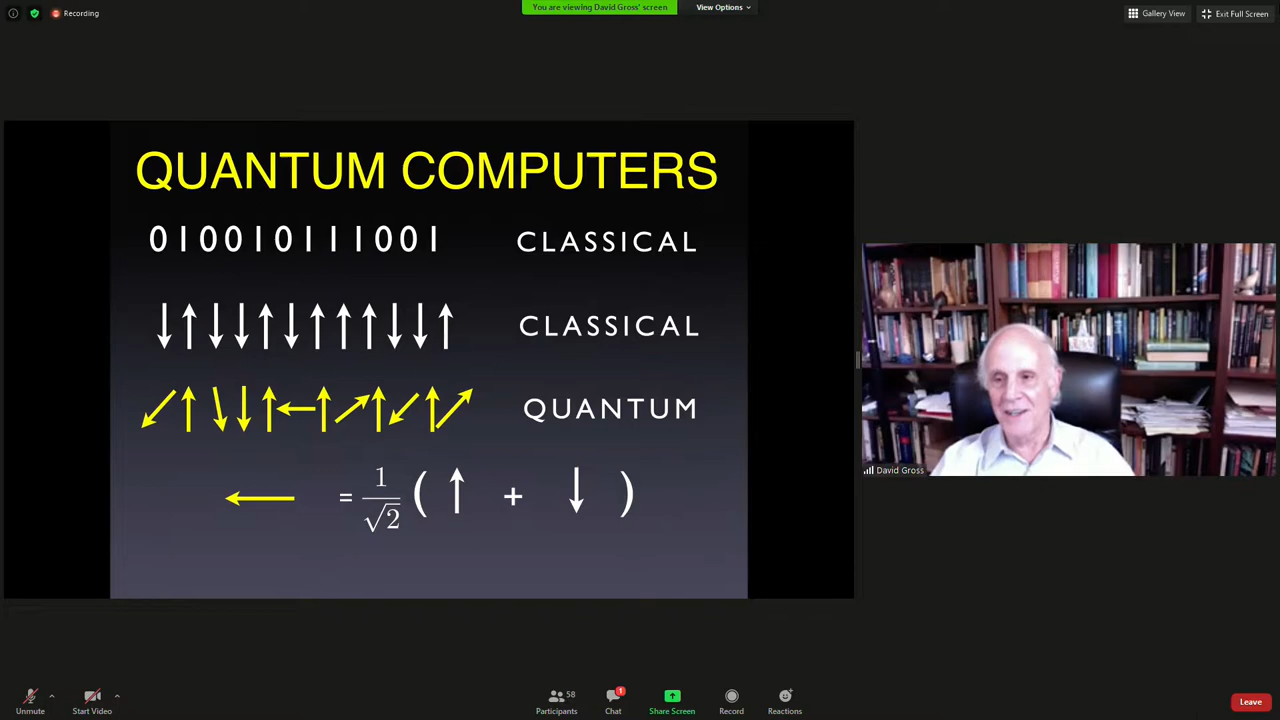 Recording
You are viewing David Gross' screen
View Options
Gallery View
Exit Full Screen
QUANTUM COMPUTERS
010010111001 CLASSICAL
↓↑↓↓↑↓↑↑↑↓↓↑ CLASSICAL
↙↑↓↓↑←↑↗↑↙↑↗ QUANTUM
← = 1/√2 ( ↑ + ↓ )
David Gross
Unmute
Start Video
58
Participants
1
Chat
Share Screen
Record
Reactions
Leave